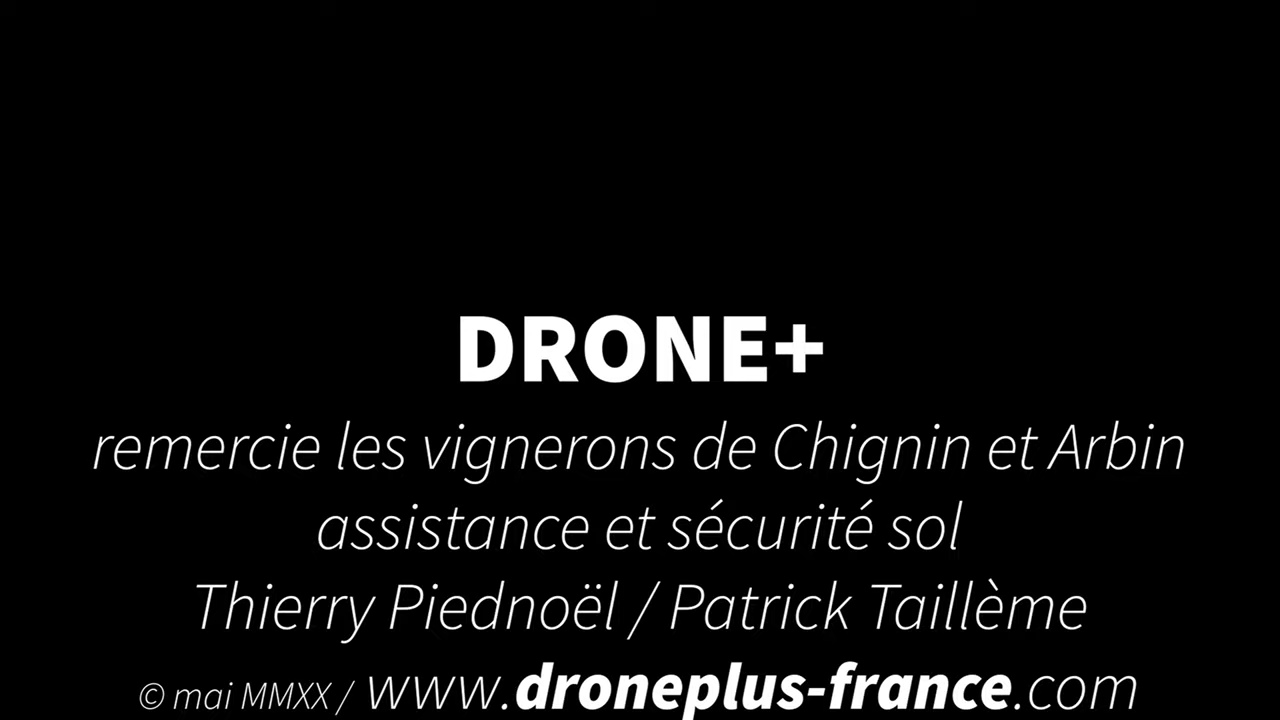 DRONE+
remercie les vignerons de Chignin et Arbin
assistance et sécurité sol
Thierry Piednoël / Patrick Taillème
© mai MMXX / www.droneplus-france.com